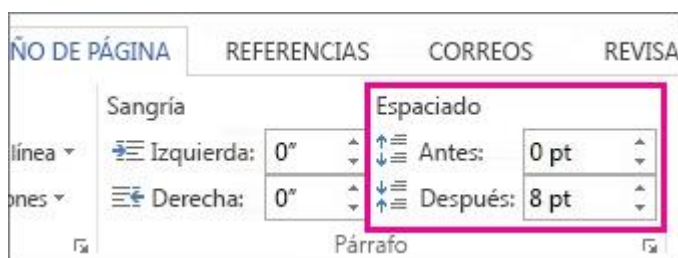 ÑO DE PÁGINA REFERENCIAS CORREOS REVISA
Sangría Espaciado
línea Izquierda: 0" Antes: 0 pt
ones Derecha: 0" Después: 8 pt
Párrafo